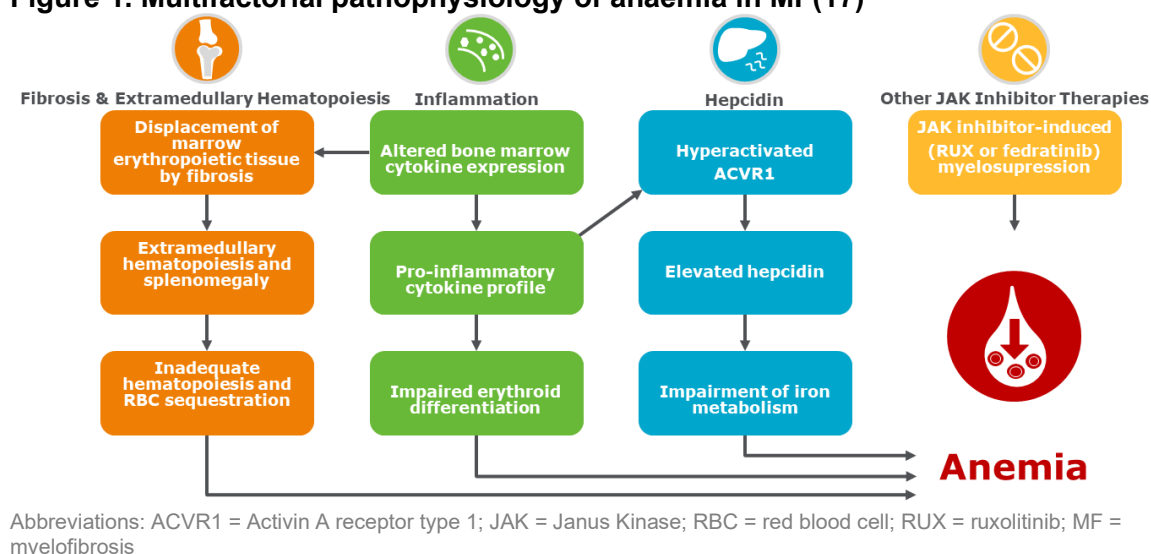 Figure 1: Multifactorial pathophysiology of anaemia in MF(17)
Fibrosis & Extramedullary Hematopoiesis
Displacement of
marrow
erythropoietic tissue
by fibrosis
Extramedullary
hematopoiesis and
splenomegaly
Inadequate
hematopoiesis and
RBC sequestration
Inflammation
Altered bone marrow
cytokine expression
Pro-inflammatory
cytokine profile
Impaired erythroid
differentiation
Hepcidin
Hyperactivated
ACVR1
Elevated hepcidin
Impairment of iron
metabolism
Other JAK Inhibitor Therapies
JAK inhibitor-induced
(RUX or fedratinib)
myelosupression
Anemia
Abbreviations: ACVR1 = Activin A receptor type 1; JAK = Janus Kinase; RBC = red blood cell; RUX = ruxolitinib; MF =
myelofibrosis